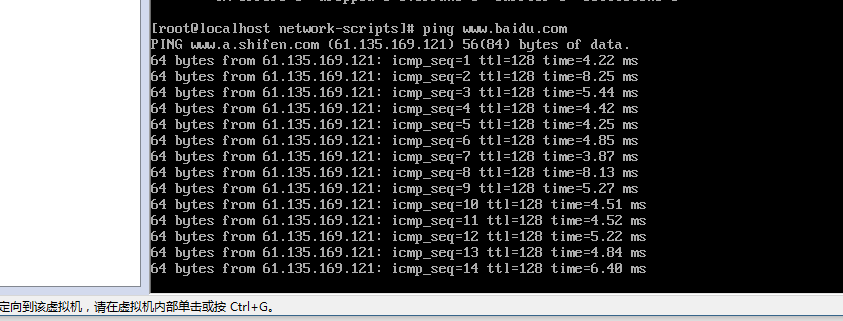 [root@localhost network-scripts]# ping www.baidu.com
PING www.a.shifen.com (61.135.169.121) 56(84) bytes of data.
64 bytes from 61.135.169.121: icmp_seq=1 ttl=128 time=4.22 ms
64 bytes from 61.135.169.121: icmp_seq=2 ttl=128 time=8.25 ms
64 bytes from 61.135.169.121: icmp_seq=3 ttl=128 time=5.44 ms
64 bytes from 61.135.169.121: icmp_seq=4 ttl=128 time=4.42 ms
64 bytes from 61.135.169.121: icmp_seq=5 ttl=128 time=4.25 ms
64 bytes from 61.135.169.121: icmp_seq=6 ttl=128 time=4.85 ms
64 bytes from 61.135.169.121: icmp_seq=7 ttl=128 time=3.87 ms
64 bytes from 61.135.169.121: icmp_seq=8 ttl=128 time=8.13 ms
64 bytes from 61.135.169.121: icmp_seq=9 ttl=128 time=5.27 ms
64 bytes from 61.135.169.121: icmp_seq=10 ttl=128 time=4.51 ms
64 bytes from 61.135.169.121: icmp_seq=11 ttl=128 time=4.52 ms
64 bytes from 61.135.169.121: icmp_seq=12 ttl=128 time=5.22 ms
64 bytes from 61.135.169.121: icmp_seq=13 ttl=128 time=4.84 ms
64 bytes from 61.135.169.121: icmp_seq=14 ttl=128 time=6.40 ms
定向到该虚拟机，请在虚拟机内部单击或按 Ctrl+G。